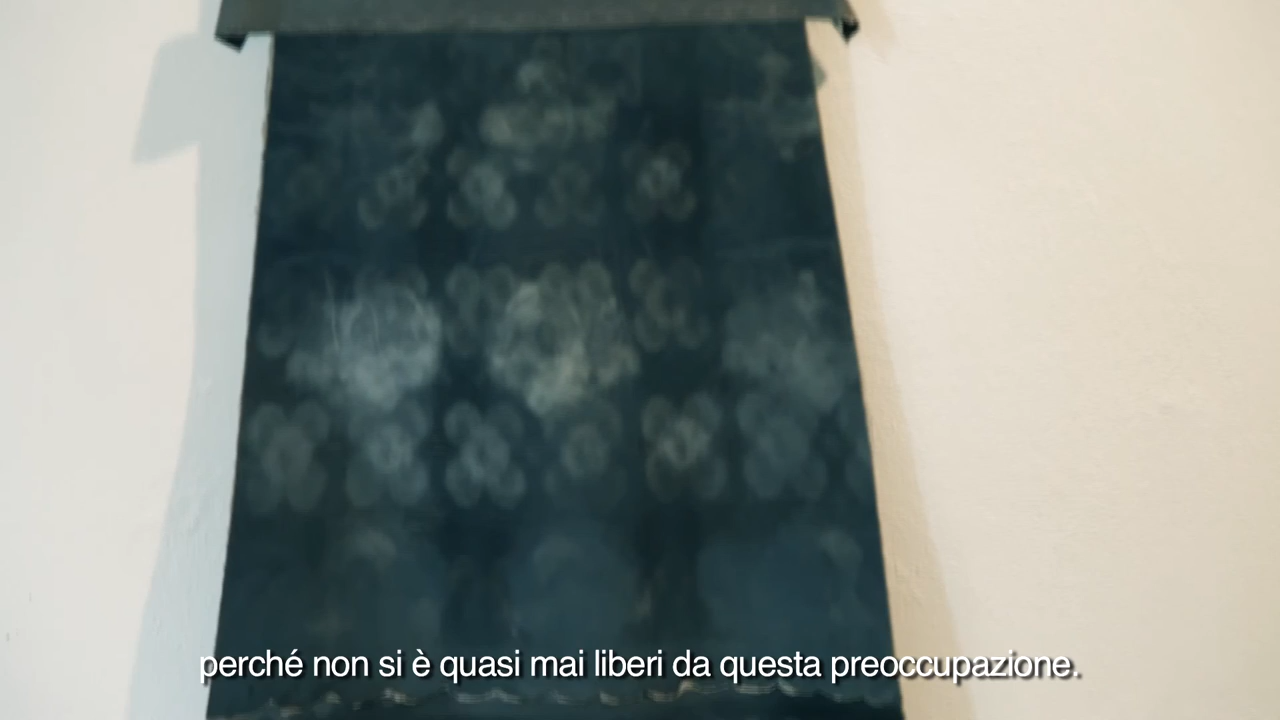 perché non si è quasi mai liberi da questa preoccupazione.